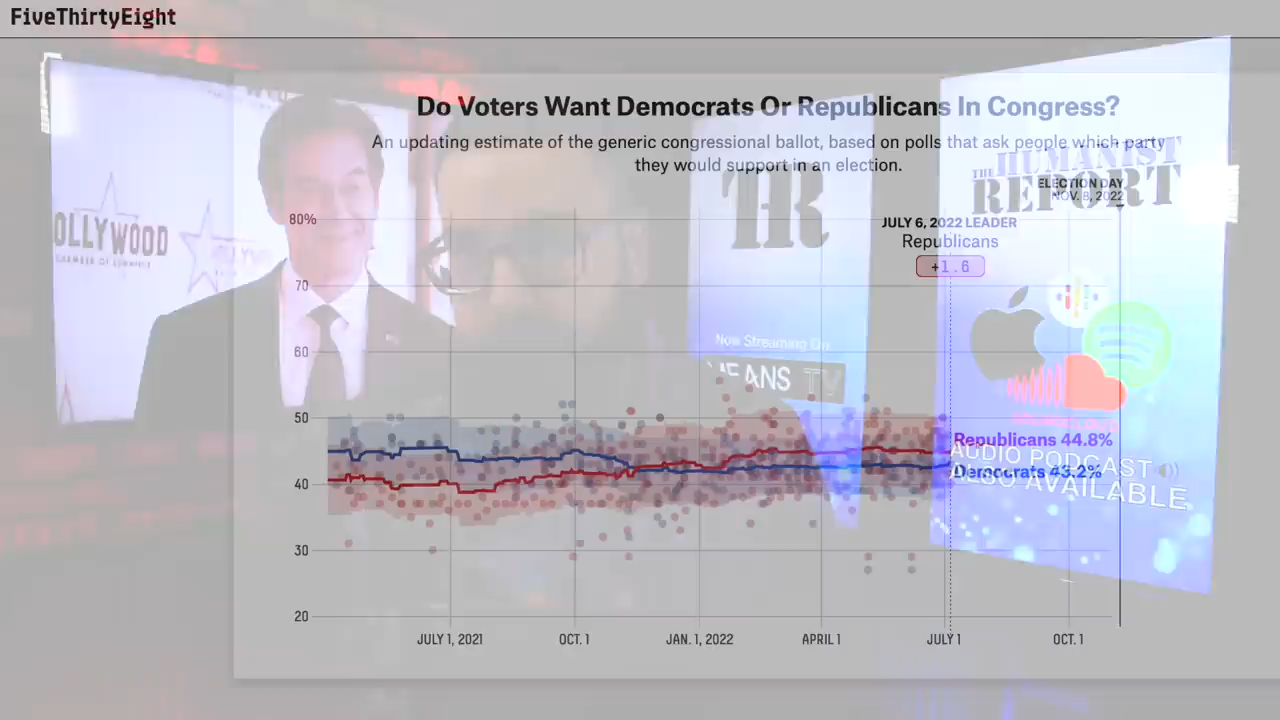 FiveThirtyEight
Do Voters Want Democrats Or Republicans In Congress?
An updating estimate of the generic congressional ballot, based on polls that ask people which party
they would support in an election.
THE HUMANIST
REPORT
ELECTION DAY
NOV. 8, 2022
HR
OLLYWOOD
CHAMBER OF COMMERCE
80%
JULY 6, 2022 LEADER
Republicans
+1.6
70
Now Streaming On
60
MEANS TV
50
Republicans 44.8%
Democrats 43.2%
AUDIO PODCAST
ALSO AVAILABLE
40
30
20
JULY 1, 2021
OCT. 1
JAN. 1, 2022
APRIL 1
JULY 1
OCT. 1